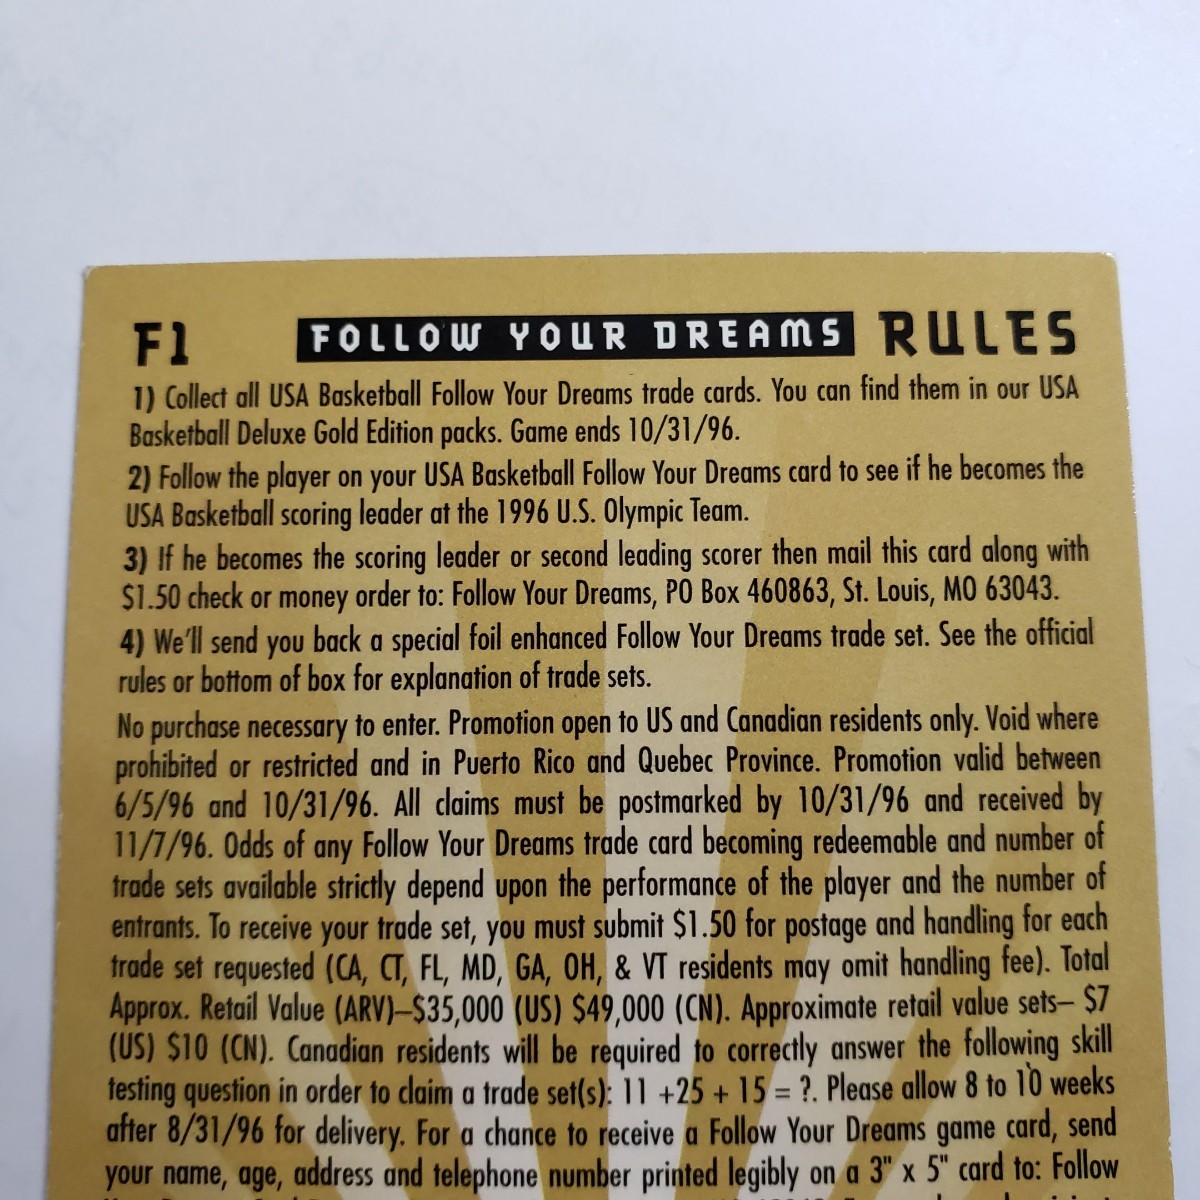 F1 FOLLOW YOUR DREAMS RULES
1) Collect all USA Basketball Follow Your Dreams trade cards. You can find them in our USA
Basketball Deluxe Gold Edition packs. Game ends 10/31/96.
2) Follow the player on your USA Basketball Follow Your Dreams card to see if he becomes the
USA Basketball scoring leader at the 1996 U.S. Olympic Team.
3) If he becomes the scoring leader or second leading scorer then mail this card along with
$1.50 check or money order to: Follow Your Dreams, PO Box 460863, St. Louis, MO 63043.
4) We'll send you back a special foil enhanced Follow Your Dreams trade set. See the official
rules or bottom of box for explanation of trade sets.
No purchase necessary to enter. Promotion open to US and Canadian residents only. Void where
prohibited or restricted and in Puerto Rico and Quebec Province. Promotion valid between
6/5/96 and 10/31/96. All claims must be postmarked by 10/31/96 and received by
11/7/96. Odds of any Follow Your Dreams trade card becoming redeemable and number of
trade sets available strictly depend upon the performance of the player and the number of
entrants. To receive your trade set, you must submit $1.50 for postage and handling for each
trade set requested (CA, CT, FL, MD, GA, OH, & VT residents may omit handling fee). Total
Approx. Retail Value (ARV)–$35,000 (US) $49,000 (CN). Approximate retail value sets– $7
(US) $10 (CN). Canadian residents will be required to correctly answer the following skill
testing question in order to claim a trade set(s): 11 +25 + 15 = ?. Please allow 8 to 10 weeks
after 8/31/96 for delivery. For a chance to receive a Follow Your Dreams game card, send
your name, age, address and telephone number printed legibly on a 3" x 5" card to: Follow